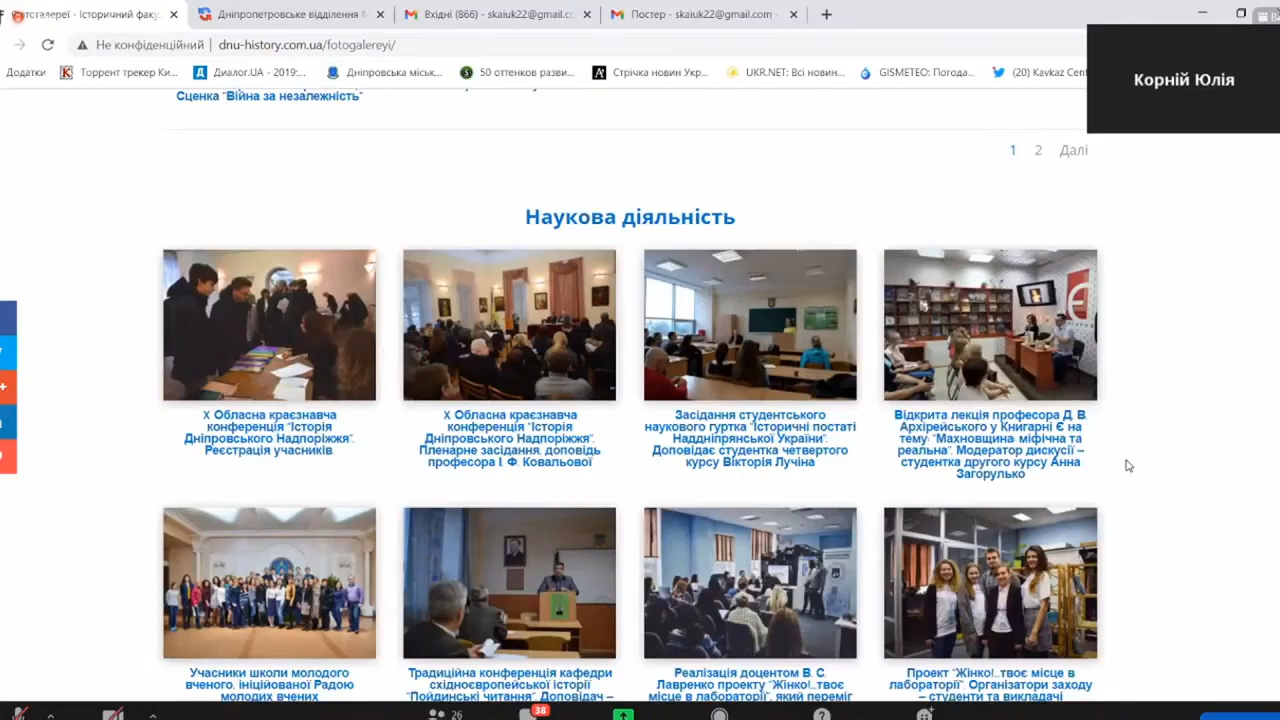 Фотогалереї - Історичний факу
Дніпропетровське відділення М
Вхідні (866) - skaiuk22@gmail.co
Постер - skaiuk22@gmail.com -
Не конфіденційний | dnu-history.com.ua/fotogalereyi/
Додатки
Торрент трекер Ки...
Диалог.UA - 2019:...
Дніпровська міськ...
50 оттенков разви...
Стрічка новин Укр...
UKR.NET: Всі новин...
GISMETEO: Погода...
(20) Kavkaz Cent
Корній Юлія
Сценка "Війна за незалежність"
1 2 Далі
Наукова діяльність
X Обласна краєзнавча
конференція "Історія
Дніпровського Надпоріжжя".
Реєстрація учасників
X Обласна краєзнавча
конференція "Історія
Дніпровського Надпоріжжя".
Пленарне засідання, доповідь
професора І. Ф. Ковальової
Засідання студентського
наукового гуртка "Історичні постаті
Наддніпрянської України".
Доповідає студентка четвертого
курсу Вікторія Лучіна
Відкрита лекція професора Д. В.
Архірейського у Книгарні Є на
тему: "Махновщина: міфічна та
реальна". Модератор дискусії –
студентка другого курсу Анна
Загорулько
Учасники школи молодого
вченого, ініційованої Радою
молодих вчених
Традиційна конференція кафедри
східноєвропейської історії
"Пойдинські читання". Доповідач –
Реалізація доцентом В. С.
Лавренко проекту "Жінко!...твоє
місце в лабораторії", який переміг
Проект "Жінко!...твоє місце в
лабораторії". Організатори заходу
– студенти та викладачі
26
38